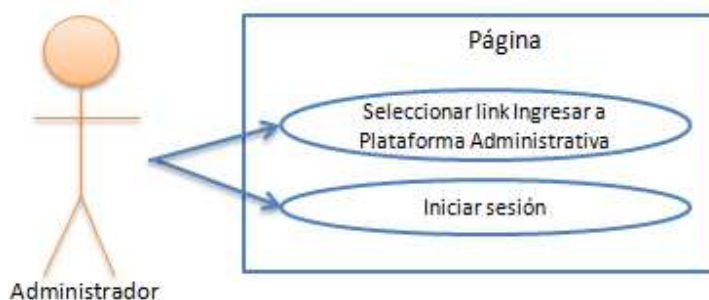 Página
Seleccionar link Ingresar a
Plataforma Administrativa
Iniciar sesión
Administrador